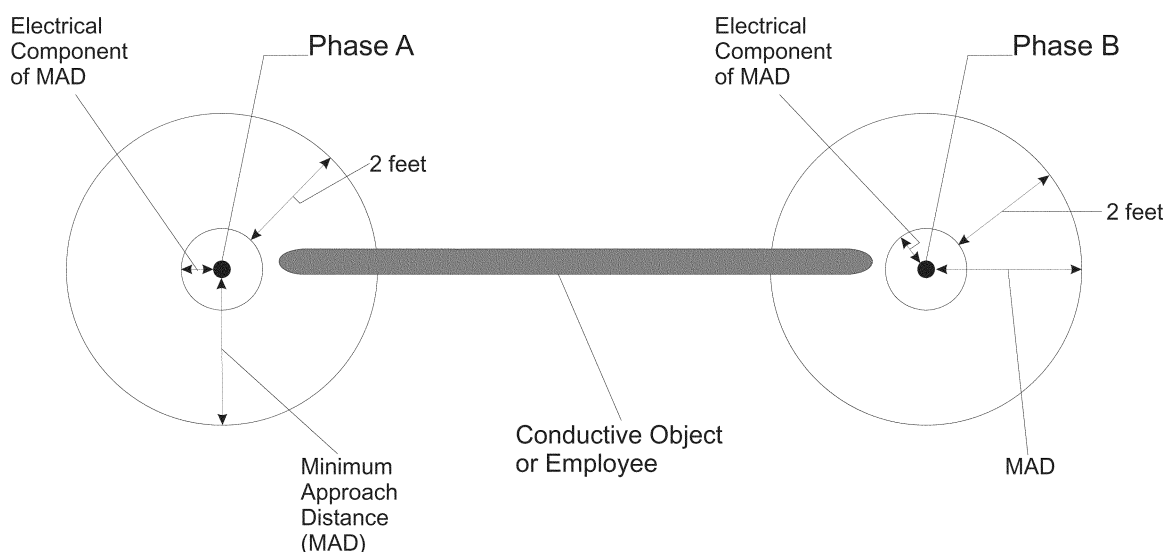 Electrical
Component
of MAD
Phase A
2 feet
Electrical
Component
of MAD
Phase B
2 feet
Conductive Object
or Employee
Minimum
Approach
Distance
(MAD)
MAD